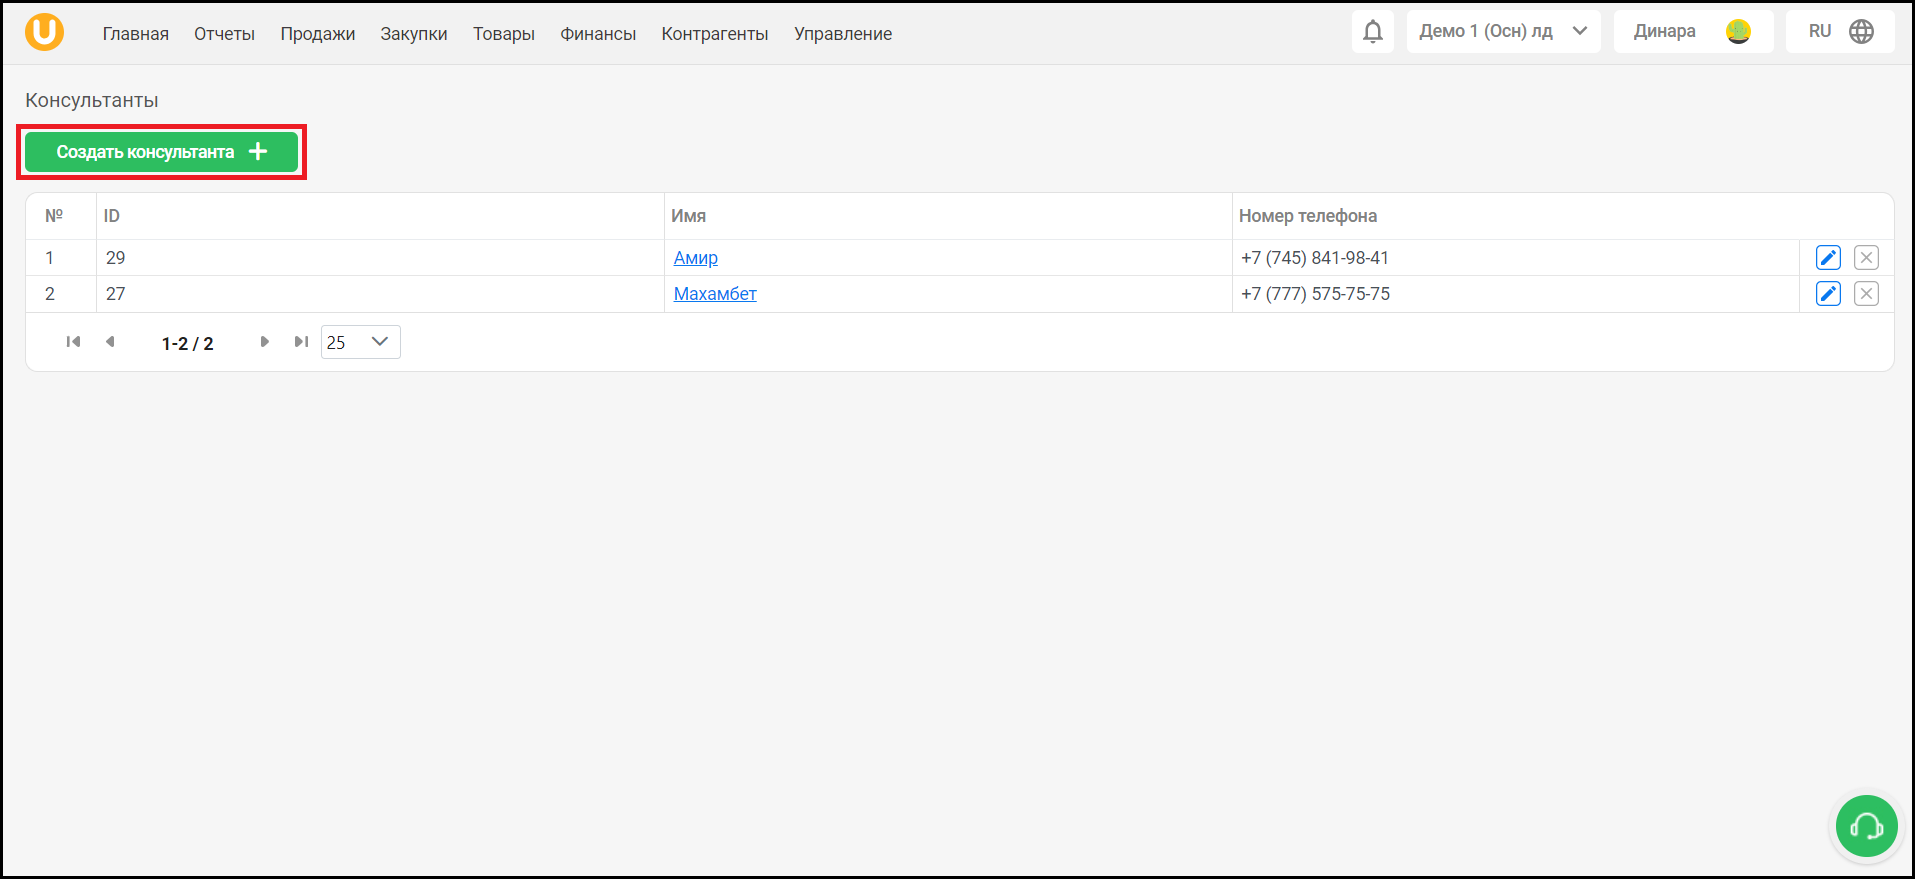 U Главная Отчеты Продажи Закупки Товары Финансы Контрагенты Управление Демо 1 (Осн) лд Динара RU
Консультанты
Создать консультанта +
№ ID Имя Номер телефона
1 29 Амир +7 (745) 841-98-41
2 27 Махамбет +7 (777) 575-75-75
1-2 / 2 25